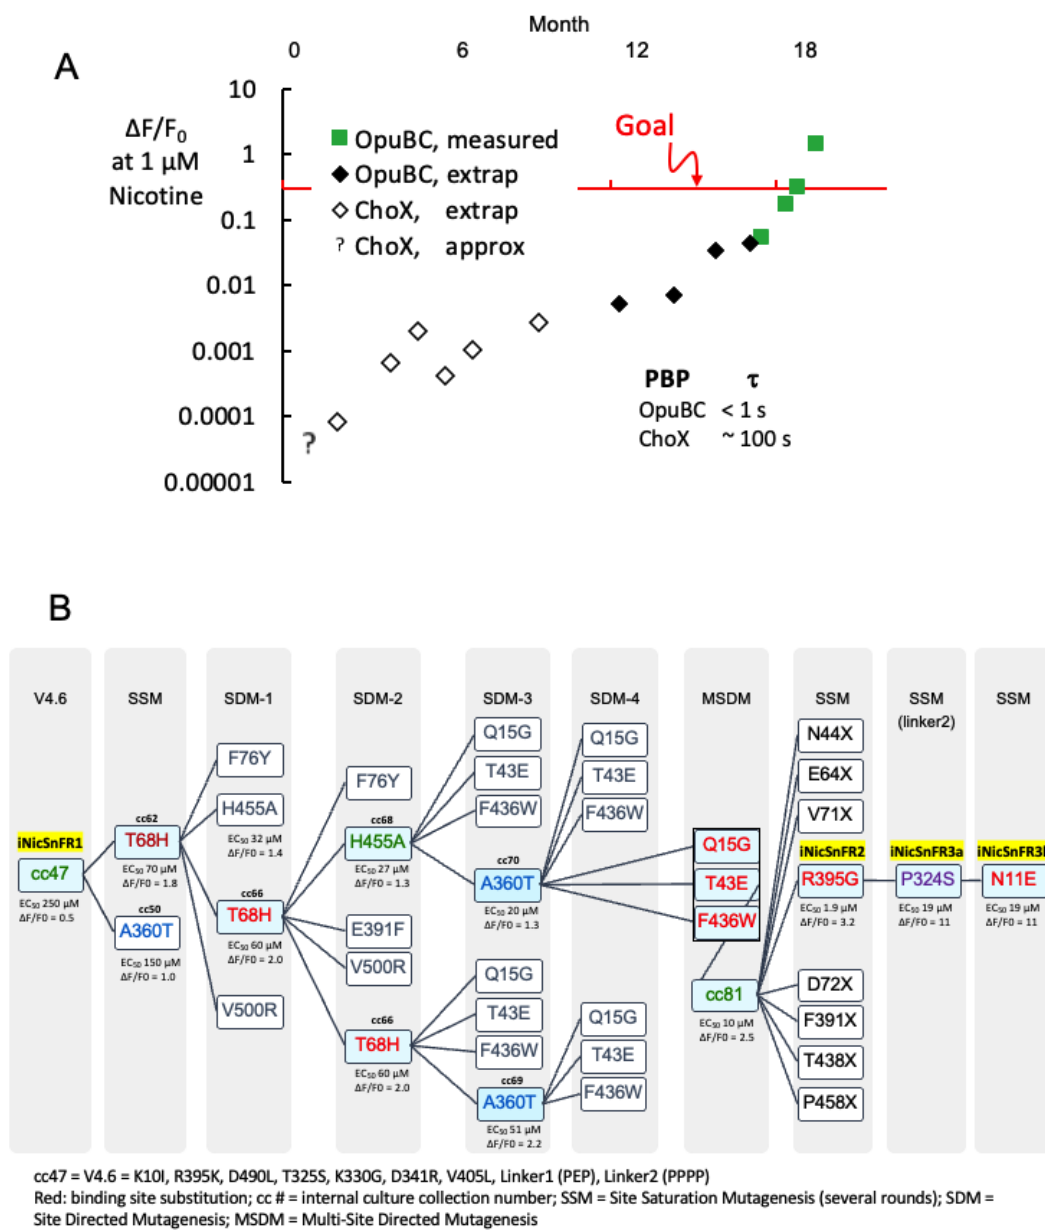 Month
0 6 12 18
A
10
ΔF/F0
at 1 μM
Nicotine
1
0.1
0.01
0.001
0.0001
0.00001
OpuBC, measured
OpuBC, extrap
ChoX, extrap
? ChoX, approx
Goal
?
PBP τ
OpuBC < 1 s
ChoX ~ 100 s
B
V4.6
iNicSnFR1
cc47
EC50 250 μM
ΔF/F0 = 0.5
SSM
cc62
T68H
EC50 70 μM
ΔF/F0 = 1.8
cc50
A360T
EC50 150 μM
ΔF/F0 = 1.0
SDM-1
F76Y
H455A
EC50 32 μM
ΔF/F0 = 1.4
cc66
T68H
EC50 60 μM
ΔF/F0 = 2.0
V500R
SDM-2
F76Y
cc68
H455A
EC50 27 μM
ΔF/F0 = 1.3
E391F
V500R
cc66
T68H
EC50 60 μM
ΔF/F0 = 2.0
SDM-3
Q15G
T43E
F436W
cc70
A360T
EC50 20 μM
ΔF/F0 = 1.3
Q15G
T43E
F436W
cc69
A360T
EC50 51 μM
ΔF/F0 = 2.2
SDM-4
Q15G
T43E
F436W
Q15G
T43E
F436W
MSDM
Q15G
T43E
F436W
cc81
EC50 10 μM
ΔF/F0 = 2.5
SSM
N44X
E64X
V71X
iNicSnFR2
R395G
EC50 1.9 μM
ΔF/F0 = 3.2
D72X
F391X
T438X
P458X
SSM
(linker2)
iNicSnFR3a
P324S
EC50 19 μM
ΔF/F0 = 11
SSM
iNicSnFR3
N11E
EC50 19 μM
ΔF/F0 = 11
cc47 = V4.6 = K10I, R395K, D490L, T325S, K330G, D341R, V405L, Linker1 (PEP), Linker2 (PPPP)
Red: binding site substitution; cc # = internal culture collection number; SSM = Site Saturation Mutagenesis (several rounds); SDM =
Site Directed Mutagenesis; MSDM = Multi-Site Directed Mutagenesis